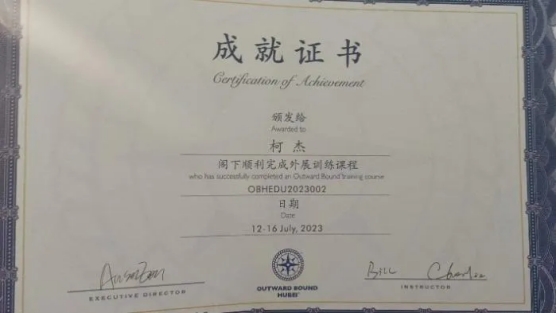 成就证书
Certification of Achievement
颁发给
Awarded to
柯 杰
阁下顺利完成外展训练课程
who has successfully completed an Outward Bound training course
OBHEDU2023002
日期
Date
12-16 July, 2023
EXECUTIVE DIRECTOR
OUTWARD BOUND
HUBEI
Bill
INSTRUCTOR